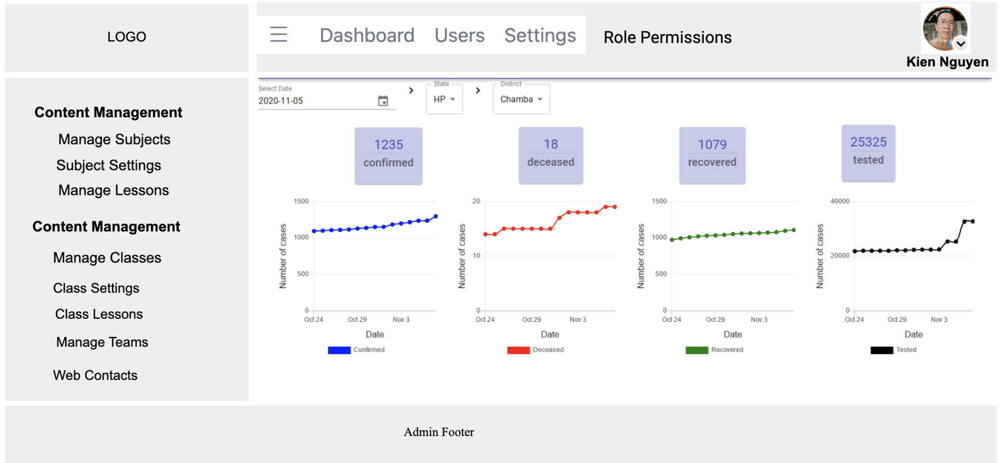 LOGO
Dashboard Users Settings Role Permissions
Kien Nguyen
Content Management
Manage Subjects
Subject Settings
Manage Lessons
Content Management
Manage Classes
Class Settings
Class Lessons
Manage Teams
Web Contacts
Select Date
2020-11-05
State
HP
District
Chamba
1235
confirmed
18
deceased
1079
recovered
25325
tested
1500
1000
500
0
Number of cases
Oct 24 Oct 29 Nov 3
Date
Confirmed
20
10
0
Number of cases
Oct 24 Oct 29 Nov 3
Date
Deceased
1500
1000
500
0
Number of cases
Oct 24 Oct 29 Nov 3
Date
Recovered
40000
20000
0
Number of cases
Oct 24 Oct 29 Nov 3
Date
Tested
Admin Footer